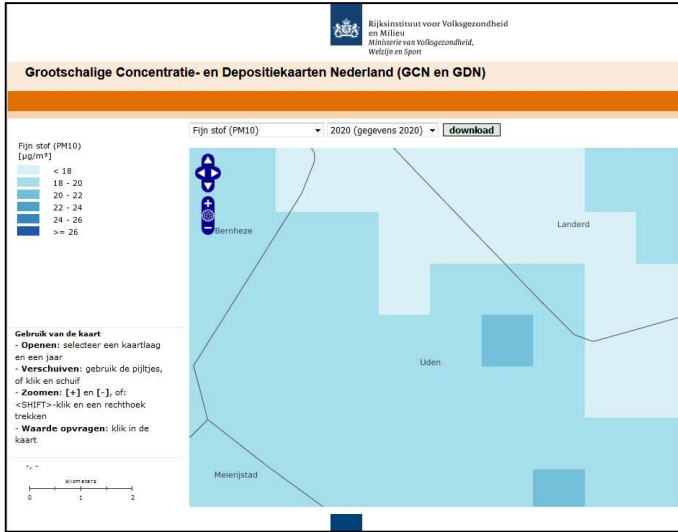 Rijksinstituut voor Volksgezondheid
en Milieu
Ministerie van Volksgezondheid,
Welzijn en Sport
Grootschalige Concentratie- en Depositiekaarten Nederland (GCN en GDN)
Fijn stof (PM10) 2020 (gegevens 2020) download
Fijn stof (PM10)
[µg/m³]
< 18
18 - 20
20 - 22
22 - 24
24 - 26
>= 26
Bernheze
Landerd
Uden
Meierijstad
Gebruik van de kaart
- Openen: selecteer een kaartlaag
en een jaar
- Verschuiven: gebruik de pijltjes,
of klik en schuif
- Zoomen: [+] en [-], of:
<SHIFT>-klik en een rechthoek
trekken
- Waarde opvragen: klik in de
kaart
-, -
kilometers
0 1 2